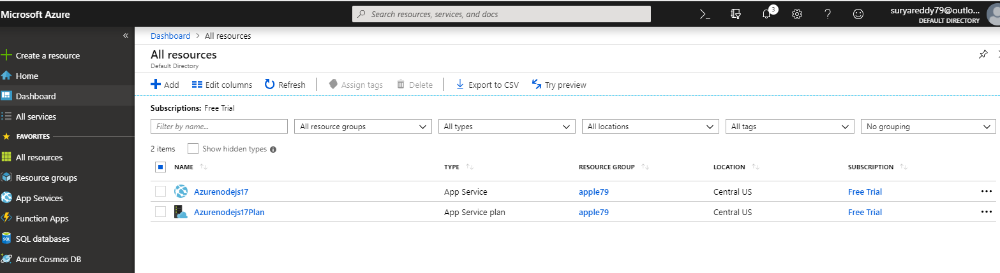 Microsoft Azure
Search resources, services, and docs
3
suryareddy79@outlo...
DEFAULT DIRECTORY
«
Create a resource
Home
Dashboard
All services
FAVORITES
All resources
Resource groups
App Services
Function Apps
SQL databases
Azure Cosmos DB
Dashboard > All resources
All resources
Default Directory
Add Edit columns Refresh Assign tags Delete Export to CSV Try preview
Subscriptions: Free Trial
Filter by name... All resource groups All types All locations All tags No grouping
2 items Show hidden types
NAME TYPE RESOURCE GROUP LOCATION SUBSCRIPTION
Azurenodejs17 App Service apple79 Central US Free Trial ...
Azurenodejs17Plan App Service plan apple79 Central US Free Trial ...